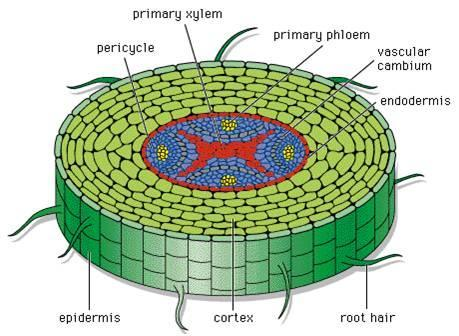 primary xylem
pericycle
primary phloem
vascular
cambium
endodermis
epidermis
cortex
root hair